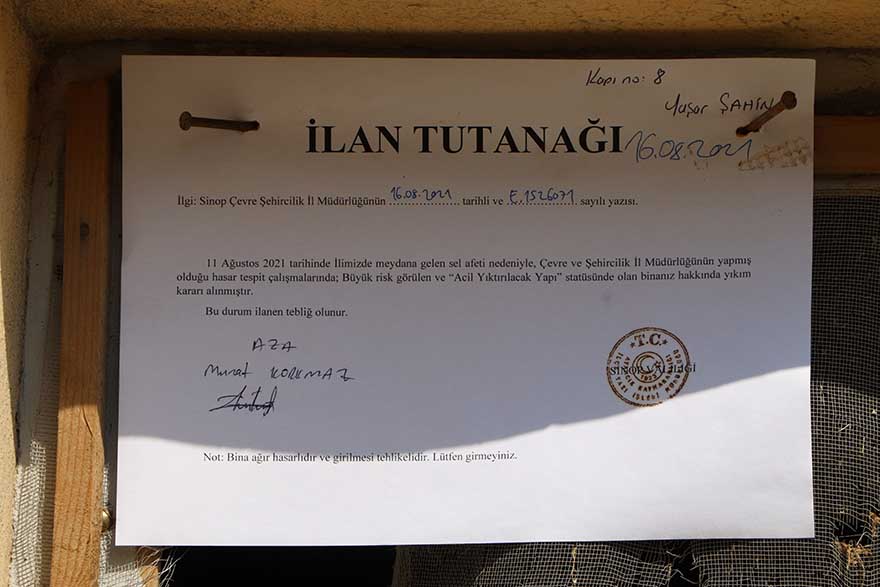 Kopi no: 8
Yaşar ŞAHİN
İLAN TUTANAĞI
16.08.2021
İlgi: Sinop Çevre Şehircilik İl Müdürlüğünün 16.08.2021 tarihli ve E.1526071 sayılı yazısı.
11 Ağustos 2021 tarihinde İlimizde meydana gelen sel afeti nedeniyle, Çevre ve Şehircilik İl Müdürlüğünün yapmış
olduğu hasar tespit çalışmalarında; Büyük risk görülen ve “Acil Yıktırılacak Yapı” statüsünde olan binanız hakkında yıkım
kararı alınmıştır.
Bu durum ilanen tebliğ olunur.
AZA
Murat KORKMAZ
T.C.
SİNOP VALİLİĞİ
Not: Bina ağır hasarlıdır ve girilmesi tehlikelidir. Lütfen girmeyiniz.